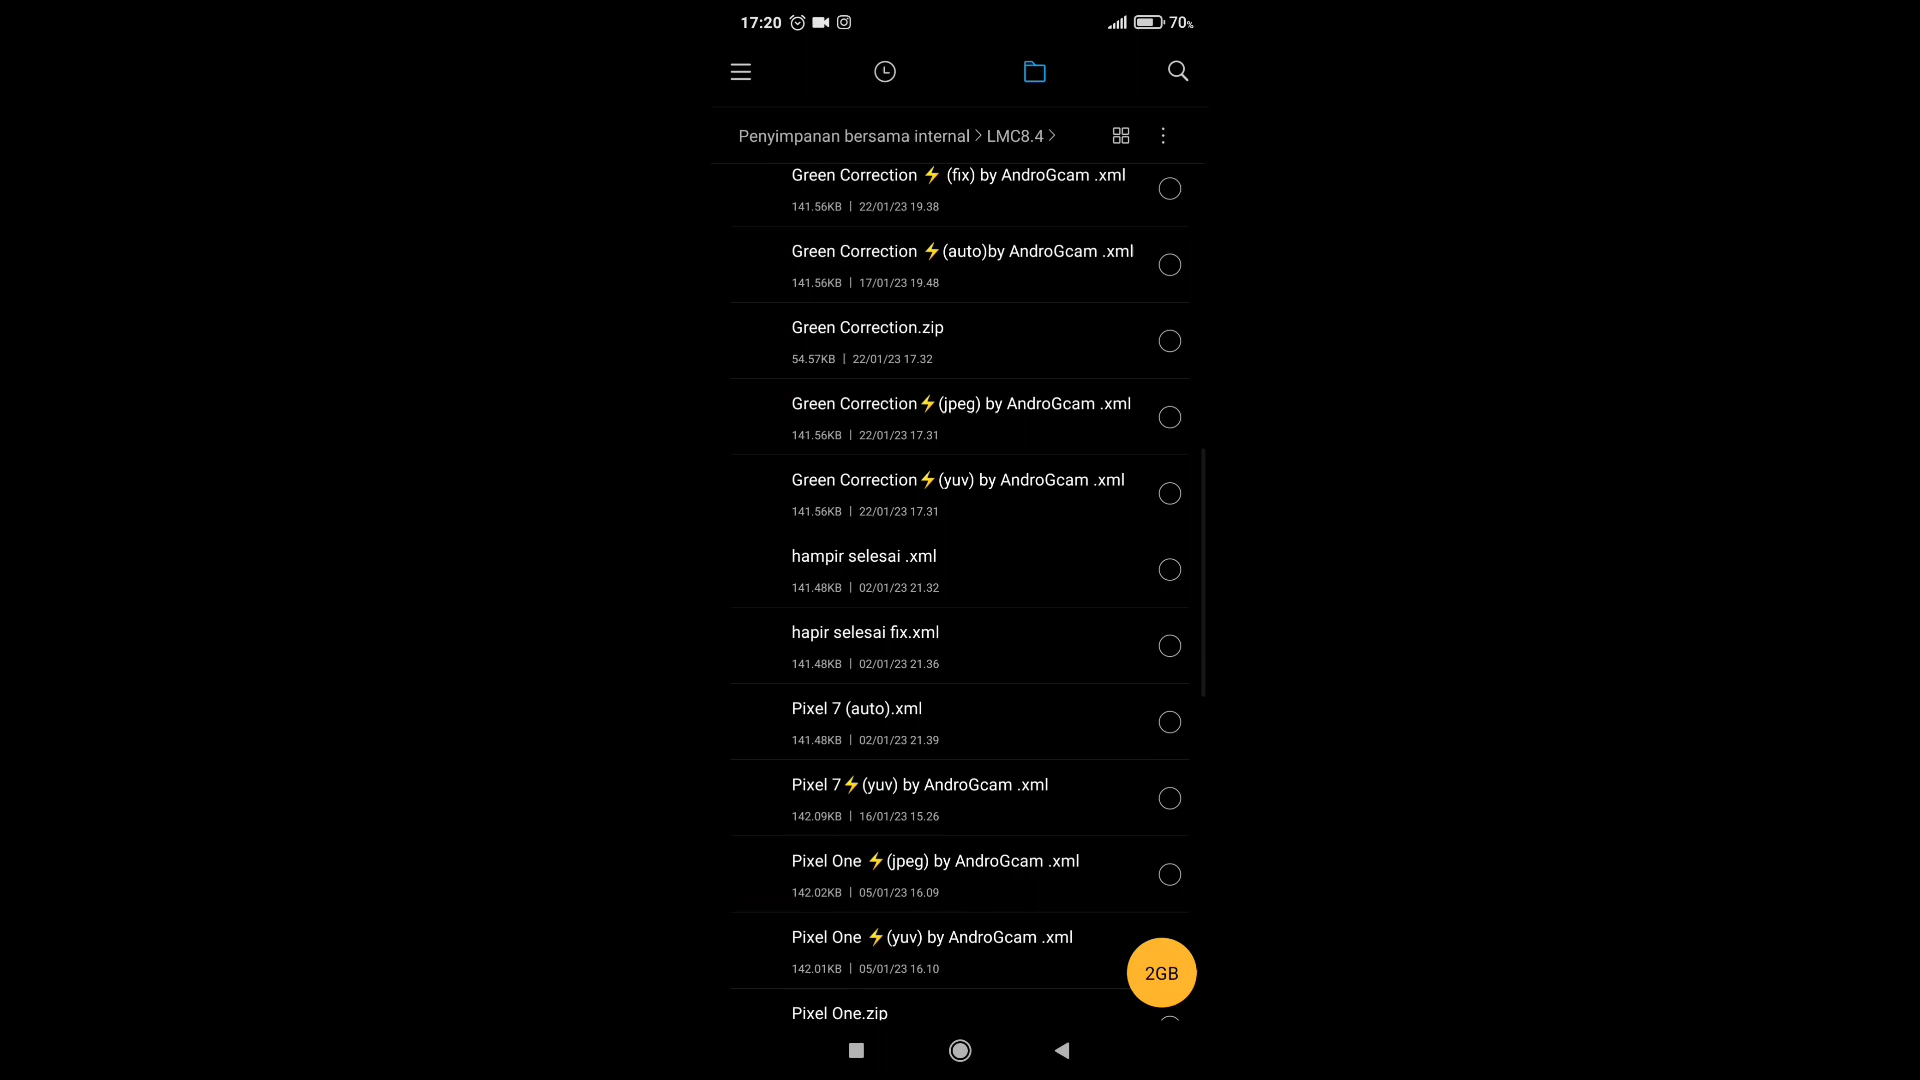 17:20 70%
Penyimpanan bersama internal > LMC8.4 >
Green Correction ⚡ (fix) by AndroGcam .xml
141.56KB | 22/01/23 19.38
Green Correction ⚡(auto)by AndroGcam .xml
141.56KB | 17/01/23 19.48
Green Correction.zip
54.57KB | 22/01/23 17.32
Green Correction⚡(jpeg) by AndroGcam .xml
141.56KB | 22/01/23 17.31
Green Correction⚡(yuv) by AndroGcam .xml
141.56KB | 22/01/23 17.31
hampir selesai .xml
141.48KB | 02/01/23 21.32
hapir selesai fix.xml
141.48KB | 02/01/23 21.36
Pixel 7 (auto).xml
141.48KB | 02/01/23 21.39
Pixel 7⚡(yuv) by AndroGcam .xml
142.09KB | 16/01/23 15.26
Pixel One ⚡(jpeg) by AndroGcam .xml
142.02KB | 05/01/23 16.09
Pixel One ⚡(yuv) by AndroGcam .xml
142.01KB | 05/01/23 16.10
2GB
Pixel One.zip